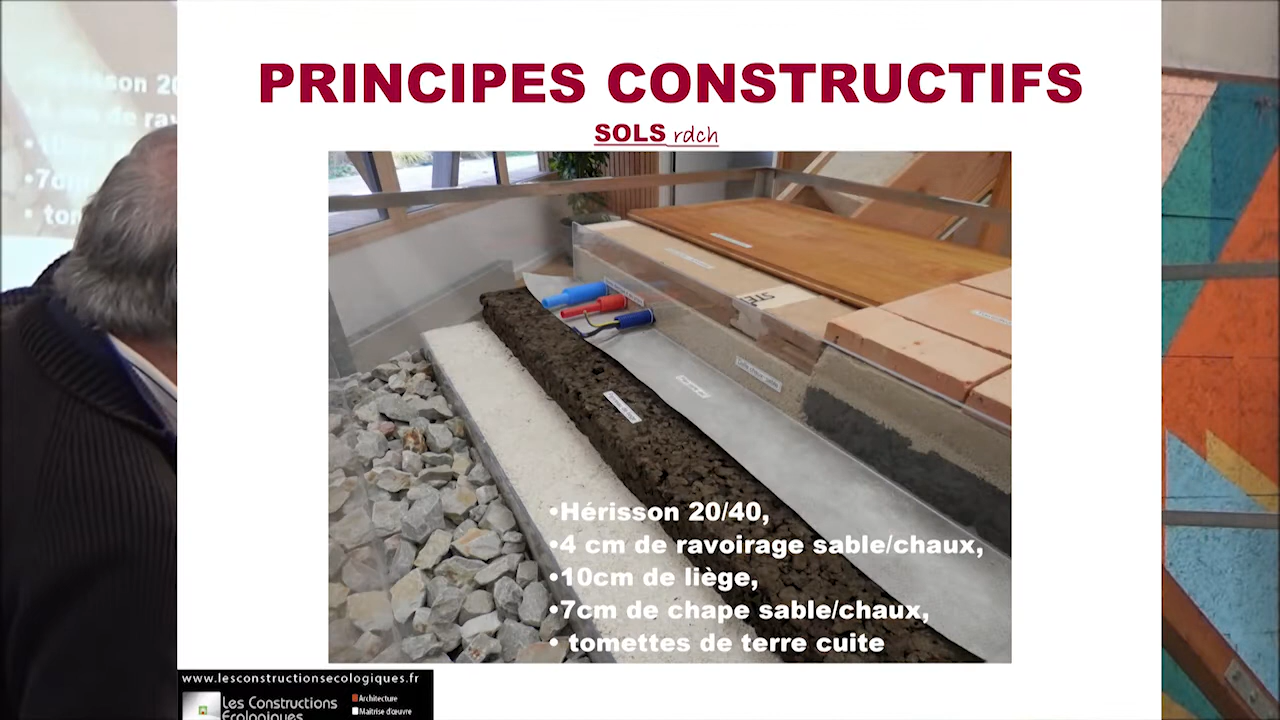 PRINCIPES CONSTRUCTIFS
SOLS rdch
•Hérisson 20/40,
•4 cm de ravoirage sable/chaux,
•10cm de liège,
•7cm de chape sable/chaux,
• tomettes de terre cuite
www.lesconstructionsecologiques.fr
Les Constructions
Ecologiques
Architecture
Maîtrise d'œuvre